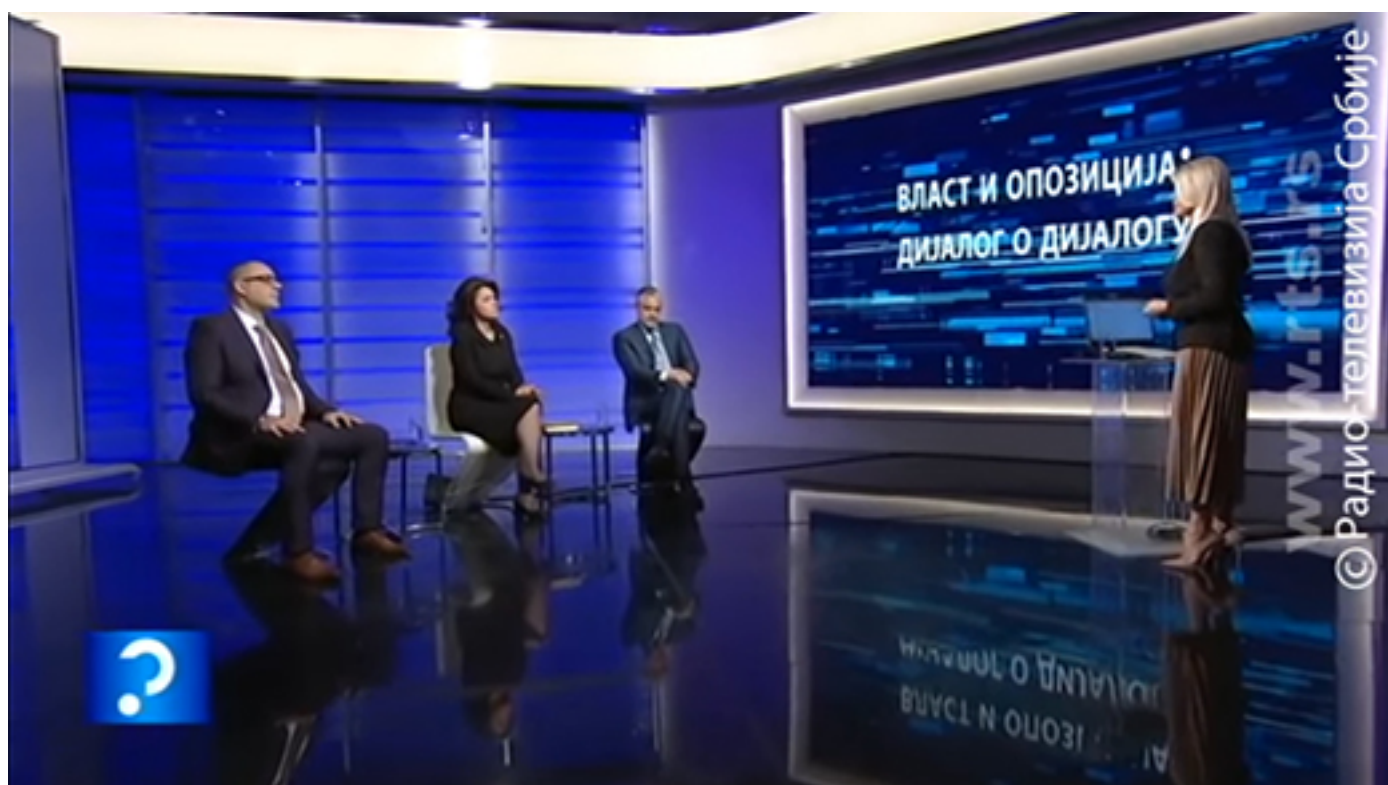 ВЛАСТ И ОПОЗИЦИЈА:
ДИЈАЛОГ О ДИЈАЛОГУ
www.rts.rs
© Радио-телевизија Србије
?